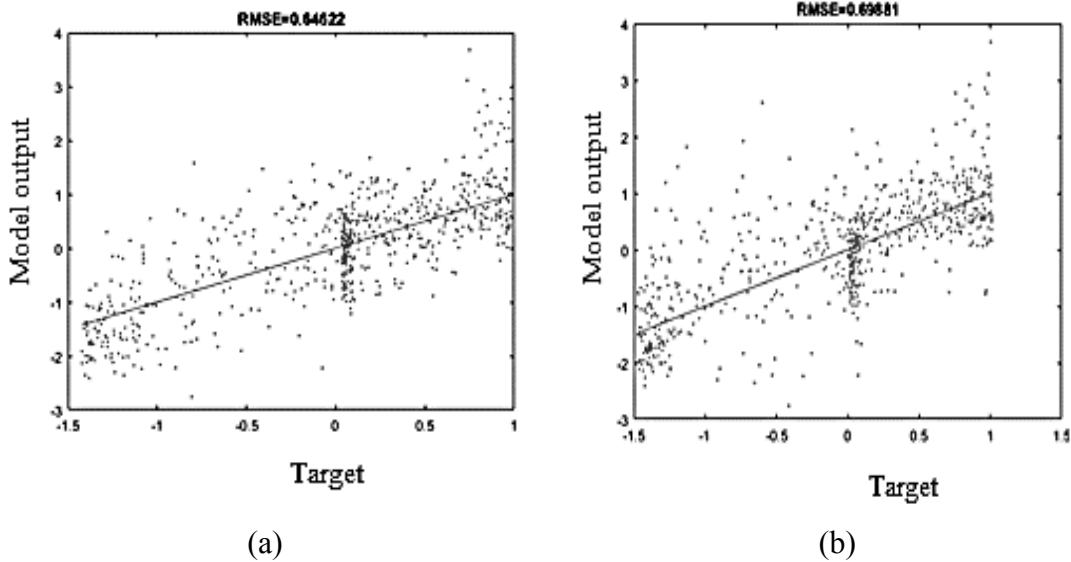 RMSE=0.64622
4
3
2
1
0
-1
-2
-3
-1.5 -1 -0.5 0 0.5 1
Model output
Target
(a)
RMSE=0.69881
4
3
2
1
0
-1
-2
-3
-1.5 -1 -0.5 0 0.5 1 1.5
Model output
Target
(b)